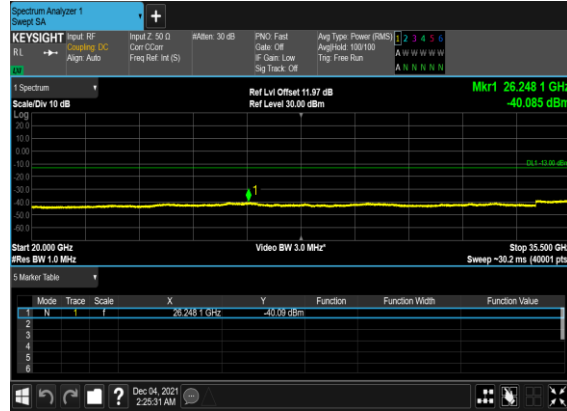 Spectrum Analyzer 1
Swept SA
KEYSIGHT Input: RF Input Z: 50 Ω #Atten: 30 dB PNO: Fast Avg Type: Power (RMS) 1 2 3 4 5 6
RL Coupling: DC Corr CCorr Gate: Off Avg|Hold: 100/100 A W W W W W
Align: Auto Freq Ref: Int (S) IF Gain: Low Trig: Free Run
Sig Track: Off A N N N N N
LW
1 Spectrum Ref Lvl Offset 11.97 dB Mkr1 26.248 1 GHz
Scale/Div 10 dB Ref Level 30.00 dBm -40.085 dBm
Log
20.0
10.0
0.00
-10.0 DL1 -13.00 dBm
-20.0
-30.0 1
-40.0
-50.0
-60.0
Start 20.000 GHz Video BW 3.0 MHz* Stop 35.500 GHz
#Res BW 1.0 MHz Sweep ~30.2 ms (40001 pts)
5 Marker Table
Mode Trace Scale X Y Function Function Width Function Value
1 N 1 f 26.248 1 GHz -40.09 dBm
2
3
4
5
6
? Dec 04, 2021
2:25:31 AM